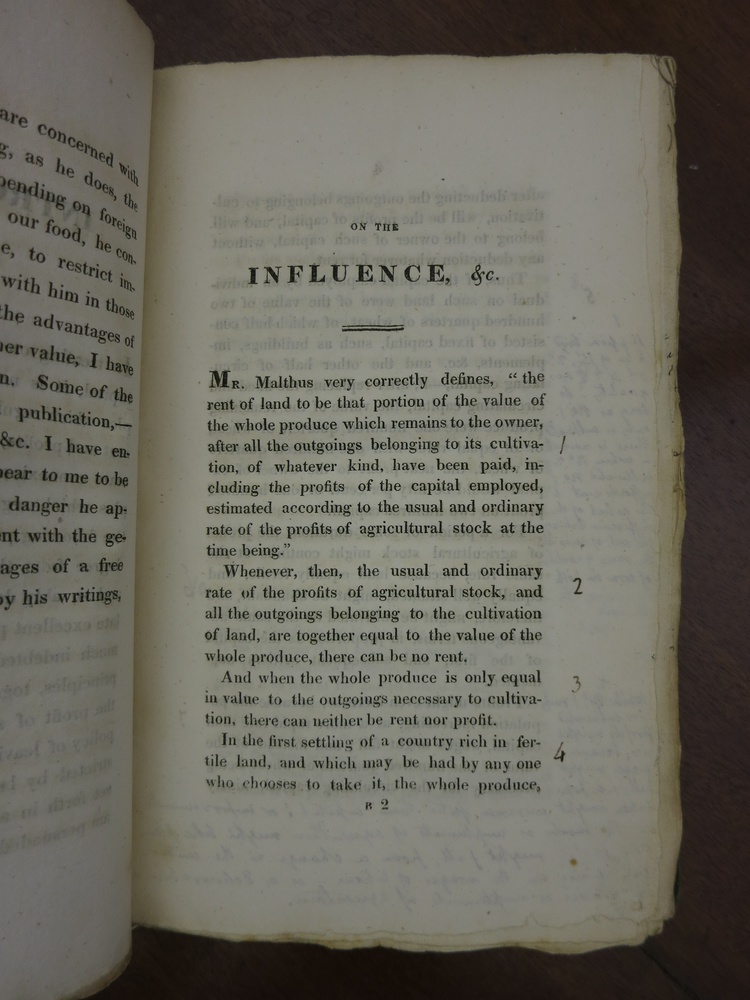 are concerned with
as he does, the
pending on foreign
our food, he con-
to restrict im-
with him in those
the advantages of
value, I have
Some of the
publication,—
&c. I have en-
to me to be
danger he ap-
with the ge-
of a free
by his writings,
ON THE
INFLUENCE, &c.
MR. Malthus very correctly defines, “the
rent of land to be that portion of the value of
the whole produce which remains to the owner,
after all the outgoings belonging to its cultiva- 1
tion, of whatever kind, have been paid, in-
cluding the profits of the capital employed,
estimated according to the usual and ordinary
rate of the profits of agricultural stock at the
time being.”
Whenever, then, the usual and ordinary
rate of the profits of agricultural stock, and 2
all the outgoings belonging to the cultivation
of land, are together equal to the value of the
whole produce, there can be no rent.
And when the whole produce is only equal 3
in value to the outgoings necessary to cultiva-
tion, there can neither be rent nor profit.
In the first settling of a country rich in fer- 4
tile land, and which may be had by any one
who chooses to take it, the whole produce,
B 2